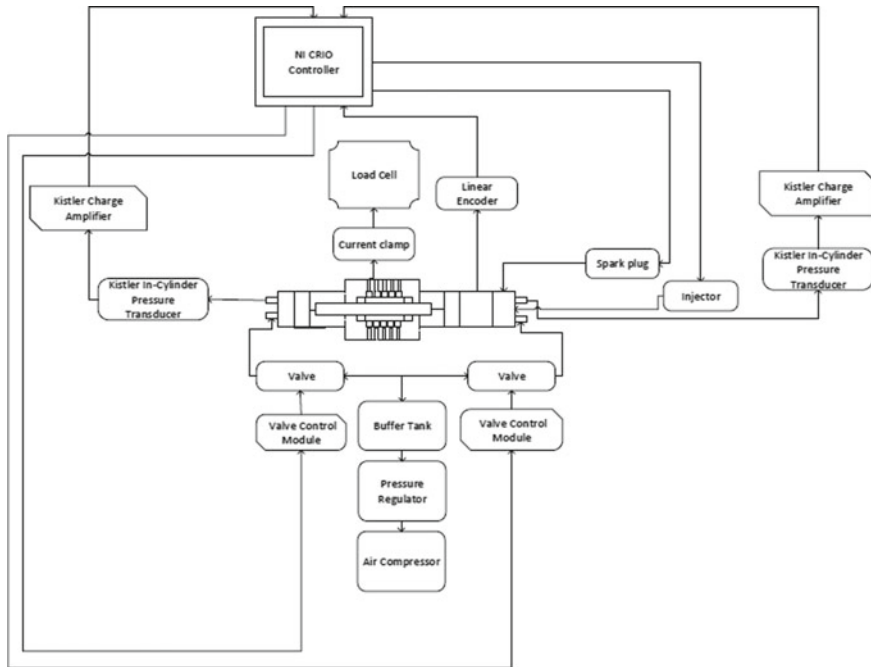 NI CRIO
Controller
Load Cell
Linear
Encoder
Kistler Charge
Amplifier
Kistler Charge
Amplifier
Current clamp
Spark plug
Kistler In-Cylinder
Pressure
Transducer
Kistler In-Cylinder
Pressure
Transducer
Injector
Valve
Valve
Valve Control
Module
Buffer Tank
Valve Control
Module
Pressure
Regulator
Air Compressor